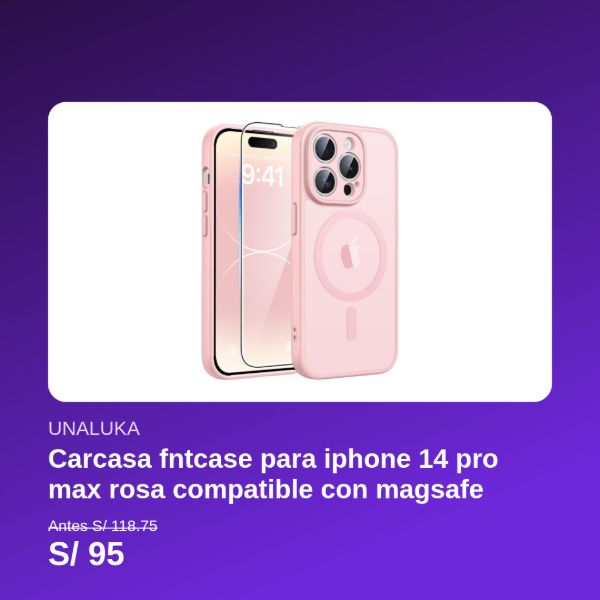 9:41
UNALUKA
Carcasa fntcase para iphone 14 pro
max rosa compatible con magsafe
Antes S/ 118.75
S/ 95